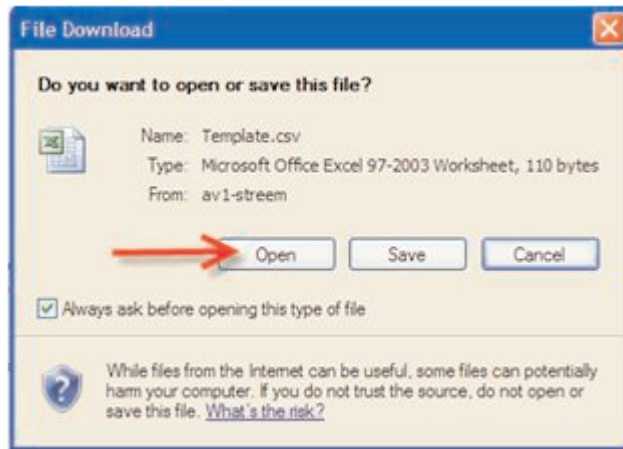 File Download
Do you want to open or save this file?
Name: Template.csv
Type: Microsoft Office Excel 97-2003 Worksheet, 110 bytes
From: av1-streem
Open Save Cancel
Always ask before opening this type of file
While files from the Internet can be useful, some files can potentially
harm your computer. If you do not trust the source, do not open or
save this file. What's the risk?